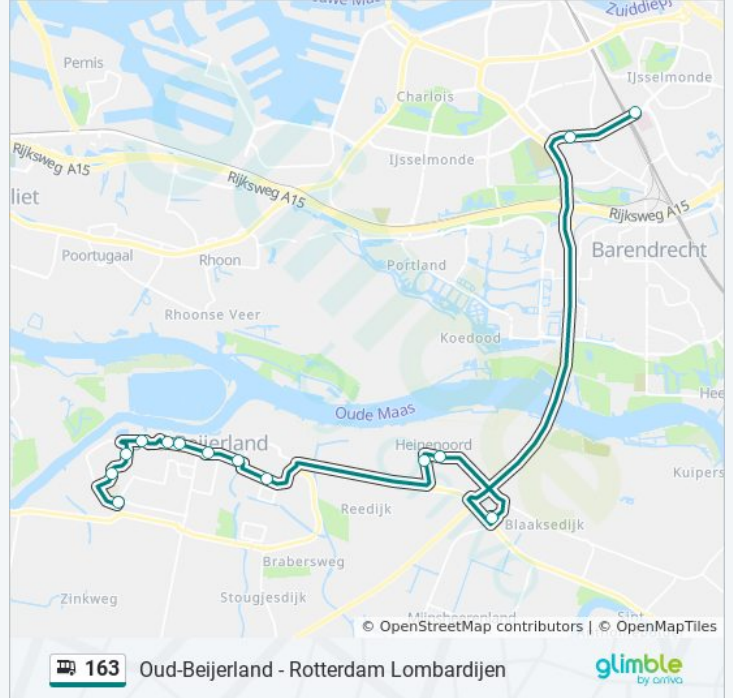 Zuiddiepj
Pernis
IJsselmonde
Charlois
Rijksweg A15
IJsselmonde
Rijksweg A15
liet
Rijksweg A15
Barendrecht
Poortugaal
Rhoon
Portland
Rhoonse Veer
Koedood
Hee
Oude Maas
Beijerland
Heinenoord
Kuipers
Reedijk
Blaaksedijk
Brabersweg
Zinkweg
Stougjesdijk
© OpenStreetMap contributors | © OpenMapTiles
163 Oud-Beijerland - Rotterdam Lombardijen
glimble
by arriva